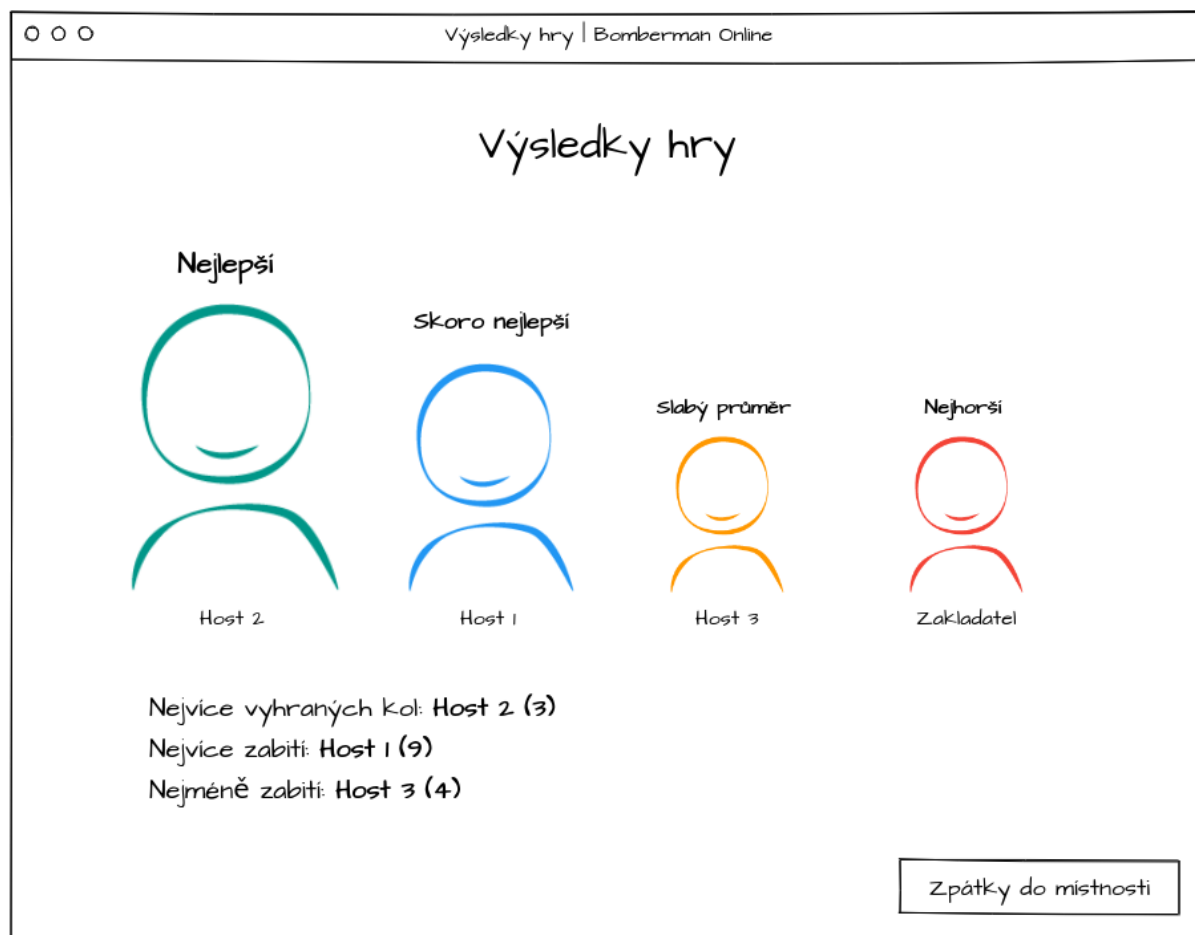 Výsledky hry | Bomberman Online
Výsledky hry
Nejlepší
Skoro nejlepší
Slabý průměr
Nejhorší
Host 2
Host 1
Host 3
Zakladatel
Nejvíce vyhraných kol: Host 2 (3)
Nejvíce zabití: Host 1 (9)
Nejméně zabití: Host 3 (4)
Zpátky do místnosti